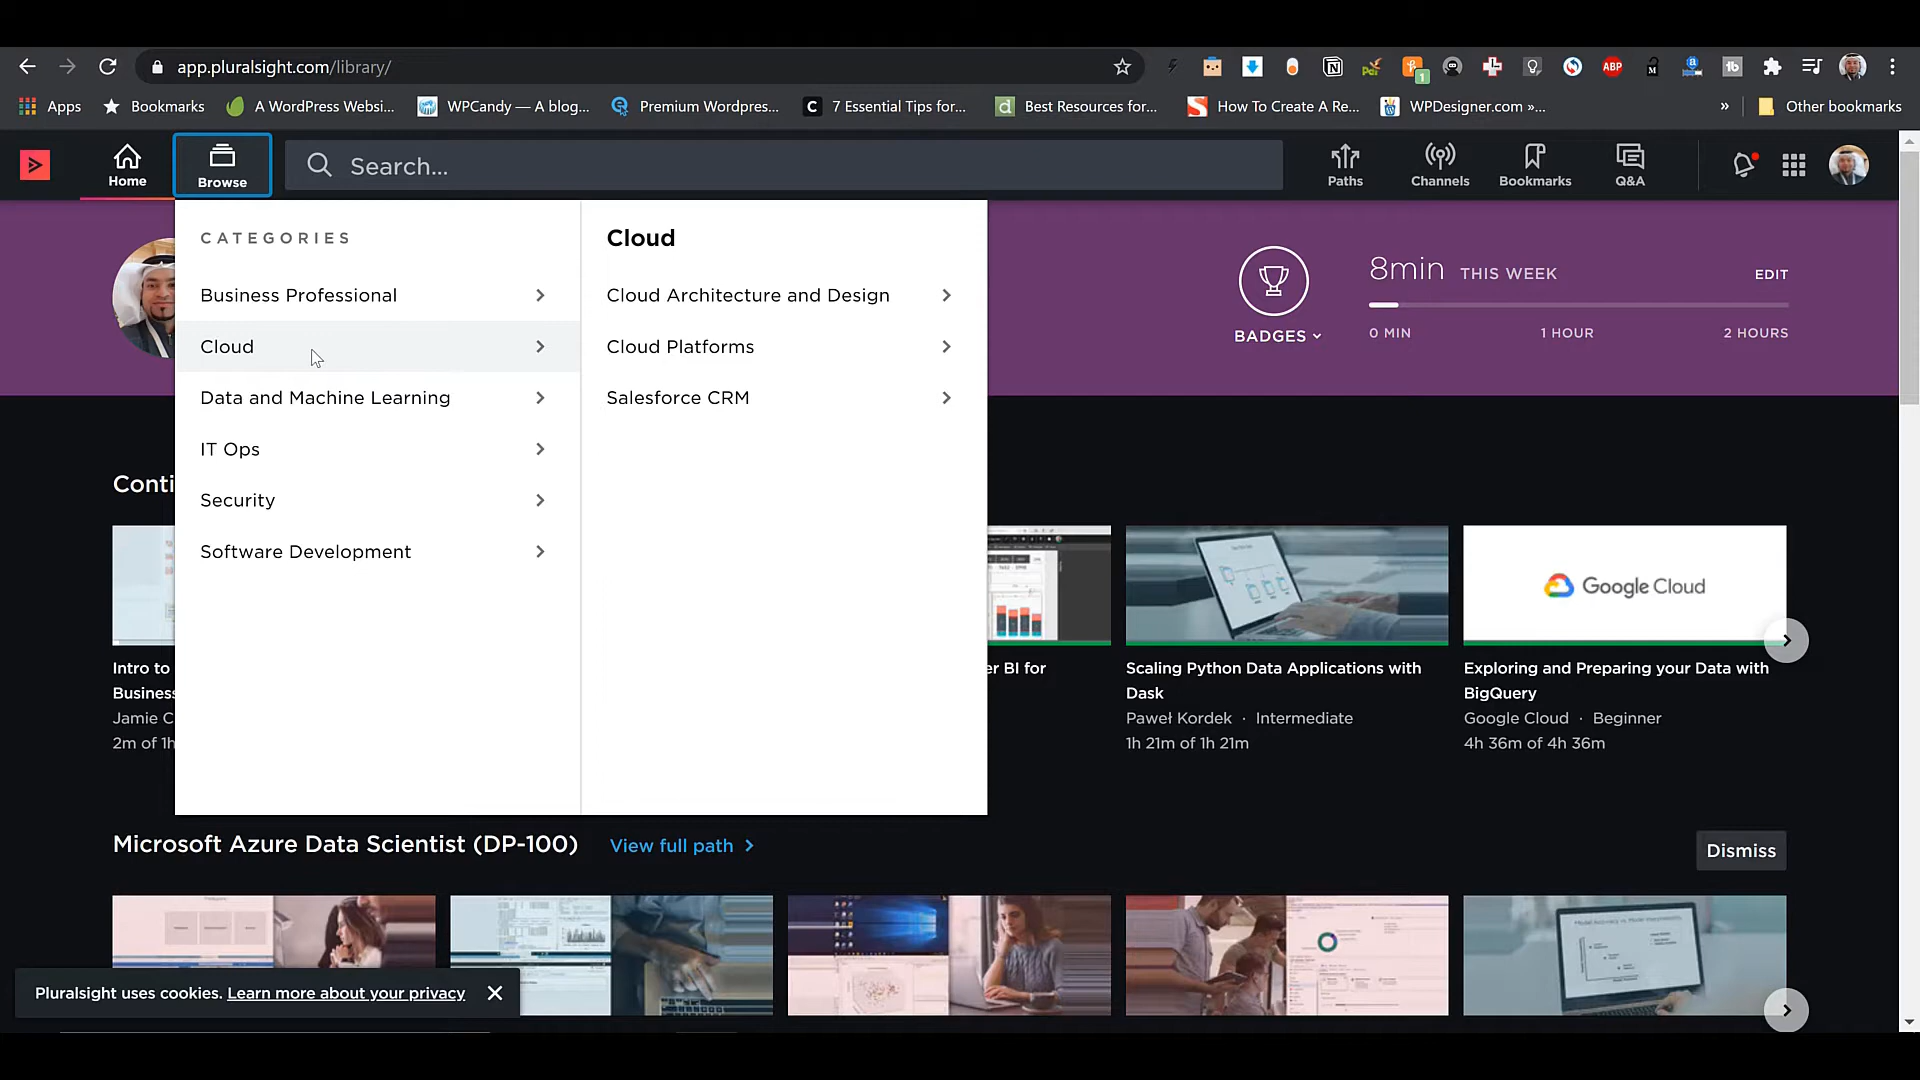 app.pluralsight.com/library/
1
ABP
Apps
Bookmarks
A WordPress Websi...
WPCandy — A blog...
Premium Wordpres...
7 Essential Tips for...
Best Resources for...
How To Create A Re...
WPDesigner.com »...
»
Other bookmarks
Home
Browse
Search...
Paths
Channels
Bookmarks
Q&A
CATEGORIES
Business Professional
Cloud
Data and Machine Learning
IT Ops
Security
Software Development
Cloud
Cloud Architecture and Design
Cloud Platforms
Salesforce CRM
BADGES
8min THIS WEEK
EDIT
0 MIN
1 HOUR
2 HOURS
Conti
Intro to
Business
Jamie C
2m of 1h
er BI for
Scaling Python Data Applications with
Dask
Paweł Kordek · Intermediate
1h 21m of 1h 21m
Google Cloud
Exploring and Preparing your Data with
BigQuery
Google Cloud · Beginner
4h 36m of 4h 36m
Microsoft Azure Data Scientist (DP-100)
View full path
Dismiss
Pluralsight uses cookies. Learn more about your privacy